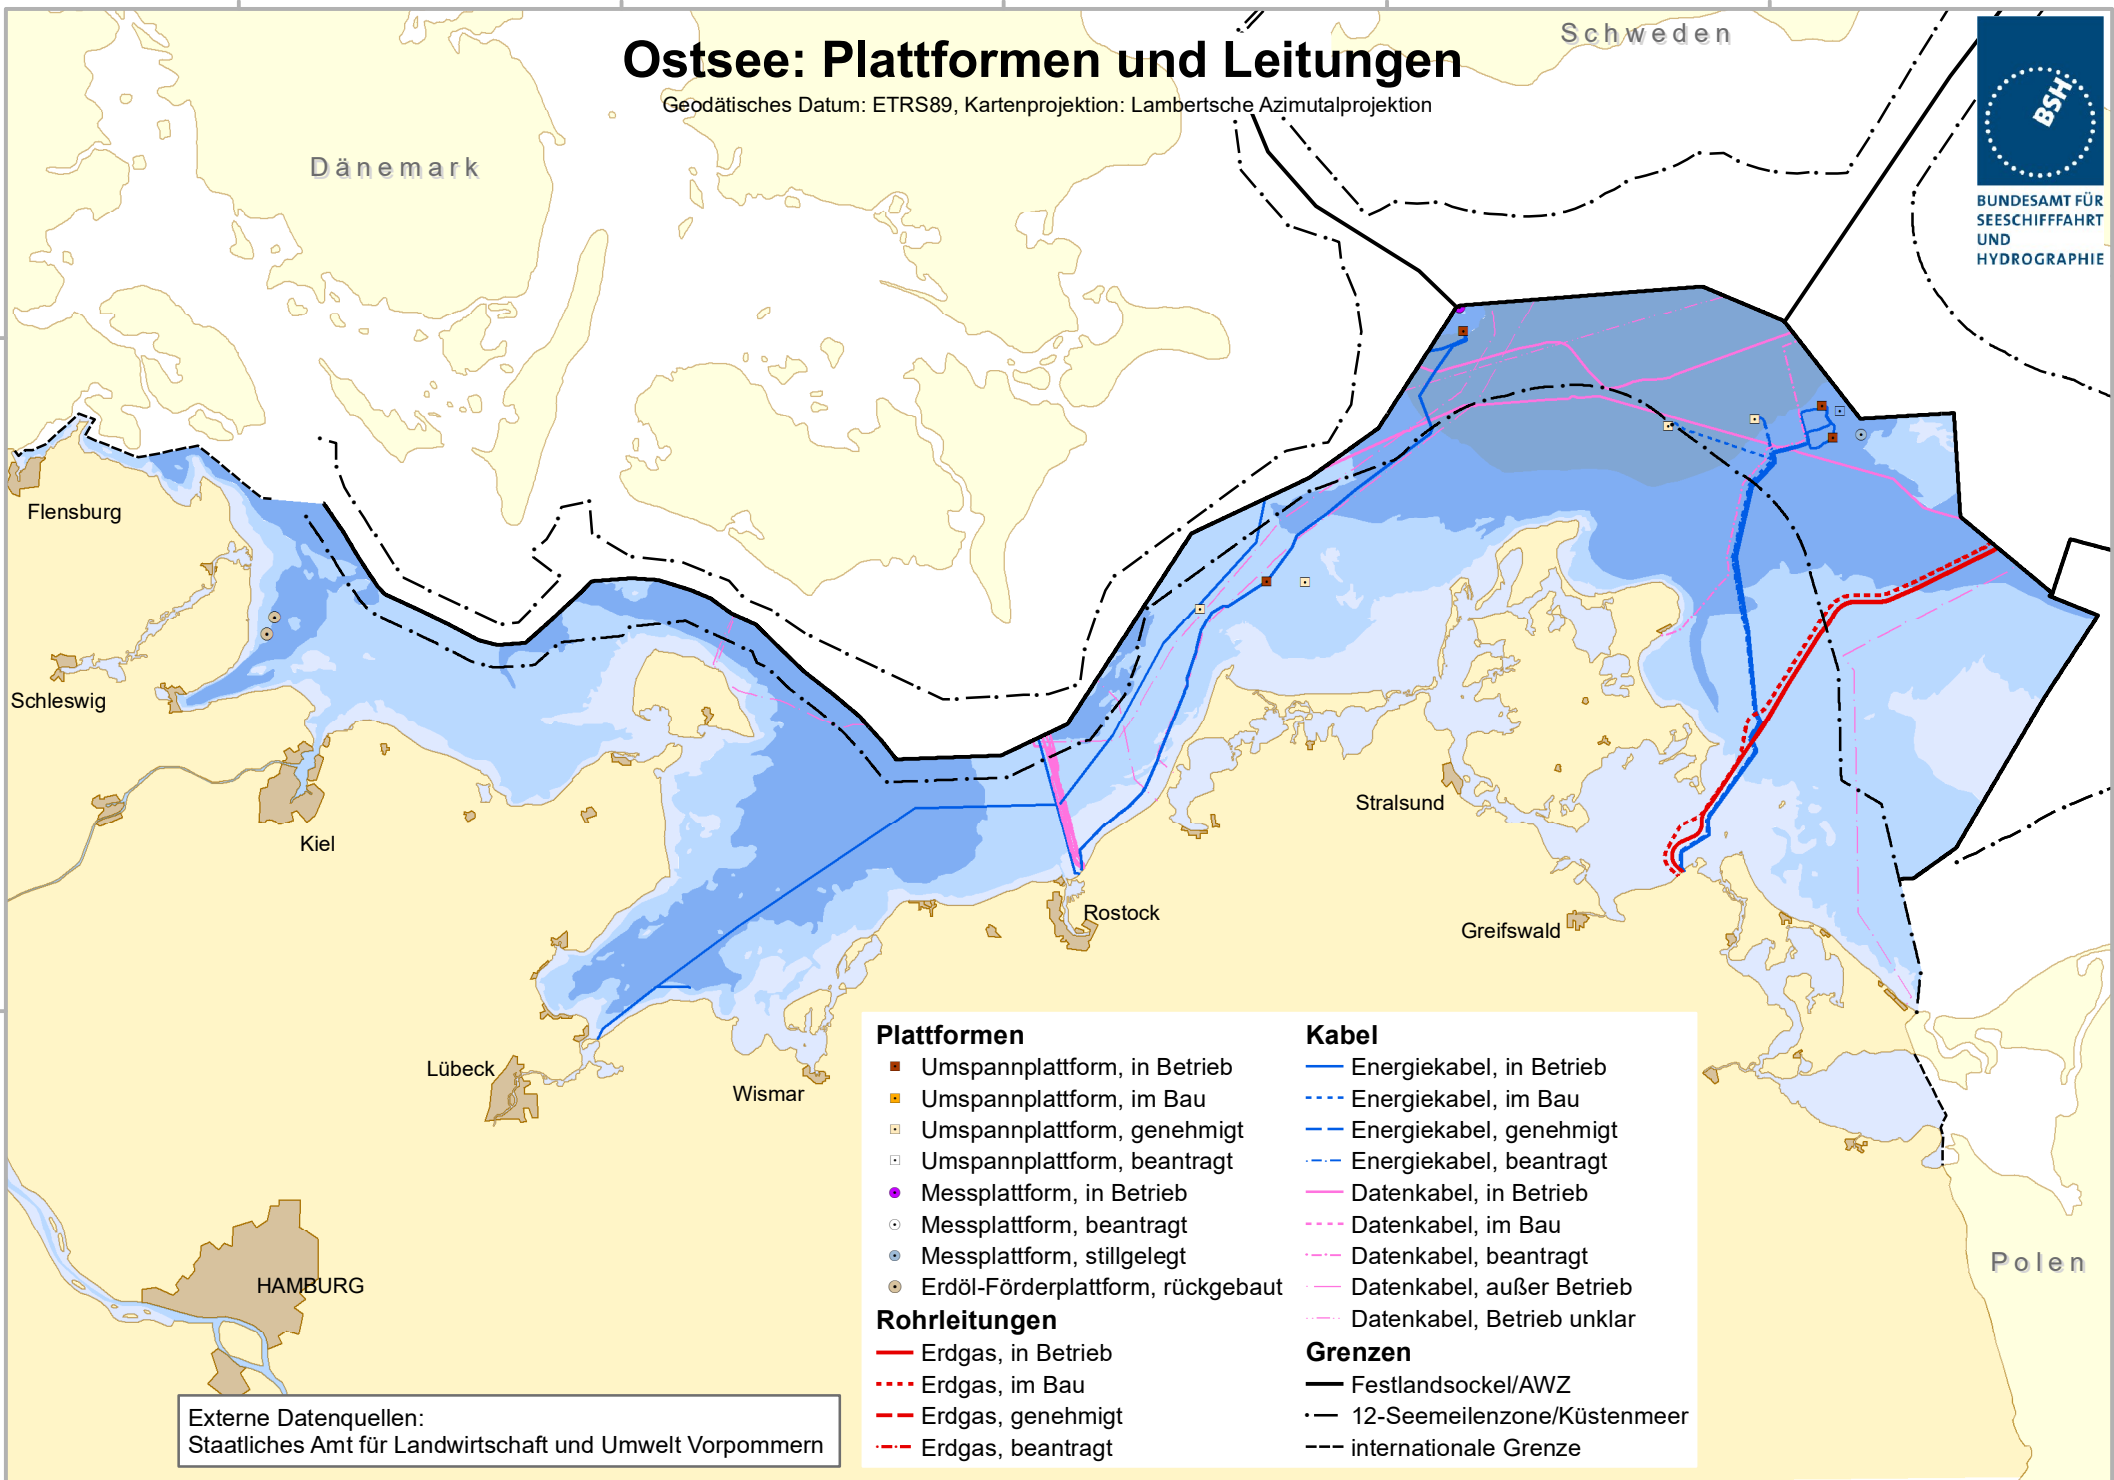 Ostsee: Plattformen und Leitungen
Geodätisches Datum: ETRS89, Kartenprojektion: Lambertsche Azimutalprojektion
Schweden
Dänemark
BSH
BUNDESAMT FÜR
SEESCHIFFFAHRT
UND
HYDROGRAPHIE
Flensburg
Schleswig
Kiel
Stralsund
Rostock
Greifswald
Lübeck
Wismar
HAMBURG
Polen
Plattformen
Umspannplattform, in Betrieb
Umspannplattform, im Bau
Umspannplattform, genehmigt
Umspannplattform, beantragt
Messplattform, in Betrieb
Messplattform, beantragt
Messplattform, stillgelegt
Erdöl-Förderplattform, rückgebaut
Rohrleitungen
Erdgas, in Betrieb
Erdgas, im Bau
Erdgas, genehmigt
Erdgas, beantragt
Kabel
Energiekabel, in Betrieb
Energiekabel, im Bau
Energiekabel, genehmigt
Energiekabel, beantragt
Datenkabel, in Betrieb
Datenkabel, im Bau
Datenkabel, beantragt
Datenkabel, außer Betrieb
Datenkabel, Betrieb unklar
Grenzen
Festlandsockel/AWZ
12-Seemeilenzone/Küstenmeer
internationale Grenze
Externe Datenquellen:
Staatliches Amt für Landwirtschaft und Umwelt Vorpommern